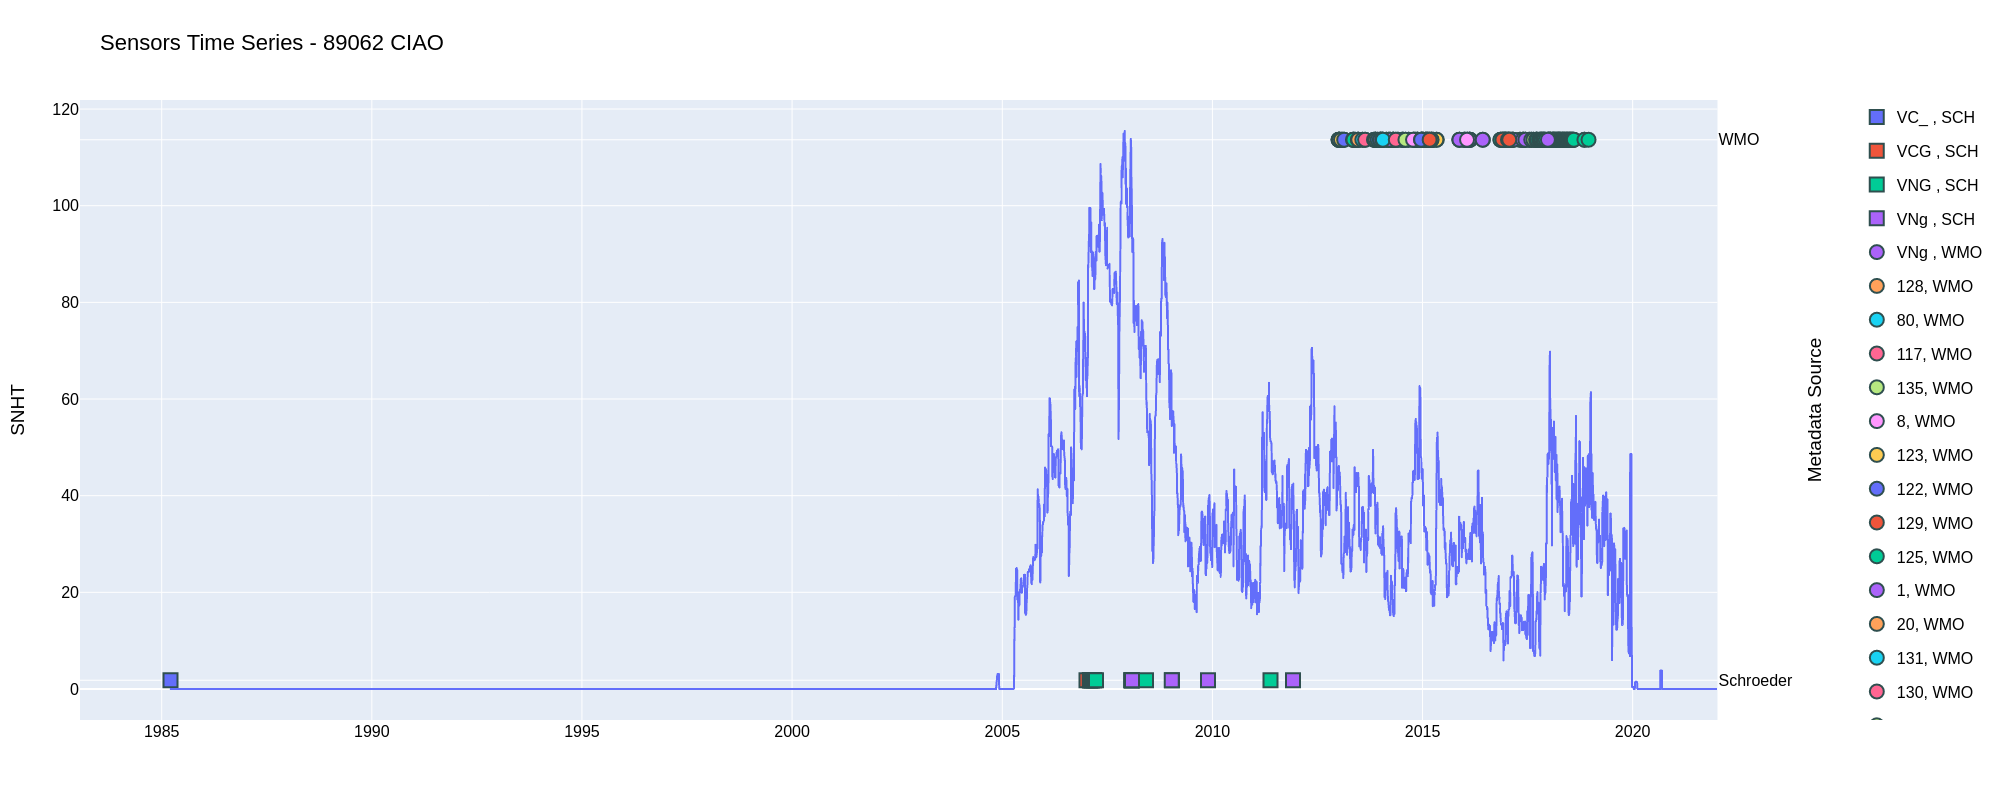 Sensors Time Series - 89062 CIAO
120
100
80
60
40
20
0
SNHT
1985
1990
1995
2000
2005
2010
2015
2020
WMO
Schroeder
Metadata Source
VC_ , SCH
VCG , SCH
VNG , SCH
VNg , SCH
VNg , WMO
128, WMO
80, WMO
117, WMO
135, WMO
8, WMO
123, WMO
122, WMO
129, WMO
125, WMO
1, WMO
20, WMO
131, WMO
130, WMO